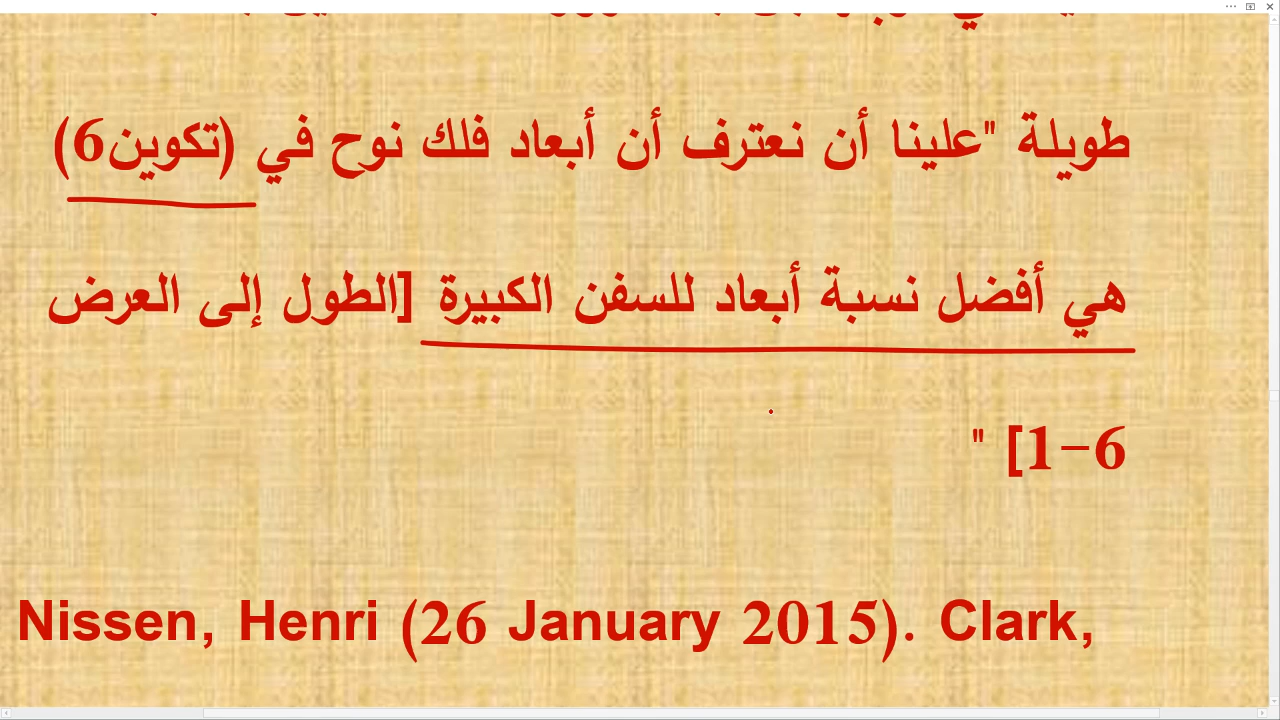 طويلة "علينا أن نعترف أن أبعاد فلك نوح في (تكوين6)
هي أفضل نسبة أبعاد للسفن الكبيرة [الطول إلى العرض
6-1] "
Nissen, Henri (26 January 2015). Clark,